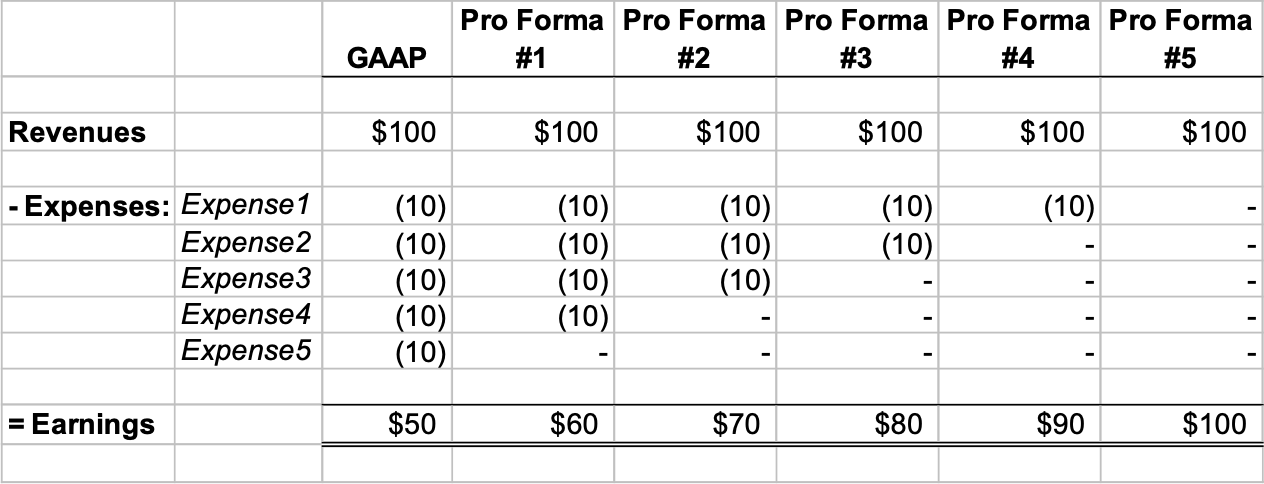 Pro Forma Pro Forma Pro Forma Pro Forma Pro Forma
GAAP #1 #2 #3 #4 #5
Revenues $100 $100 $100 $100 $100 $100
- Expenses: Expense1 (10) (10) (10) (10) (10) -
Expense2 (10) (10) (10) (10) - -
Expense3 (10) (10) (10) - - -
Expense4 (10) (10) - - - -
Expense5 (10) - - - - -
= Earnings $50 $60 $70 $80 $90 $100